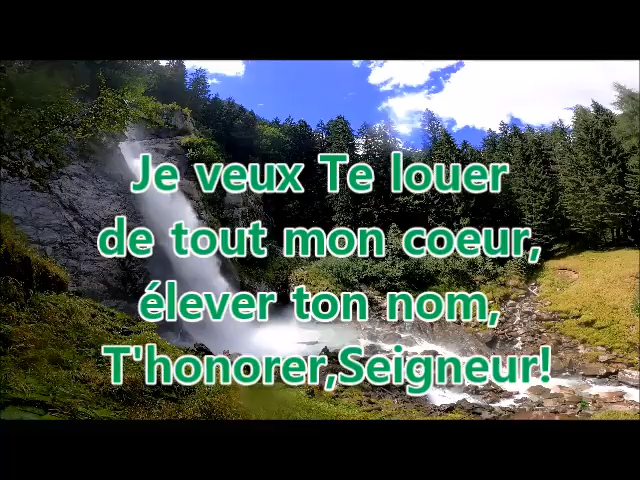 Je veux Te louer
de tout mon coeur,
élever ton nom,
T'honorer,Seigneur!